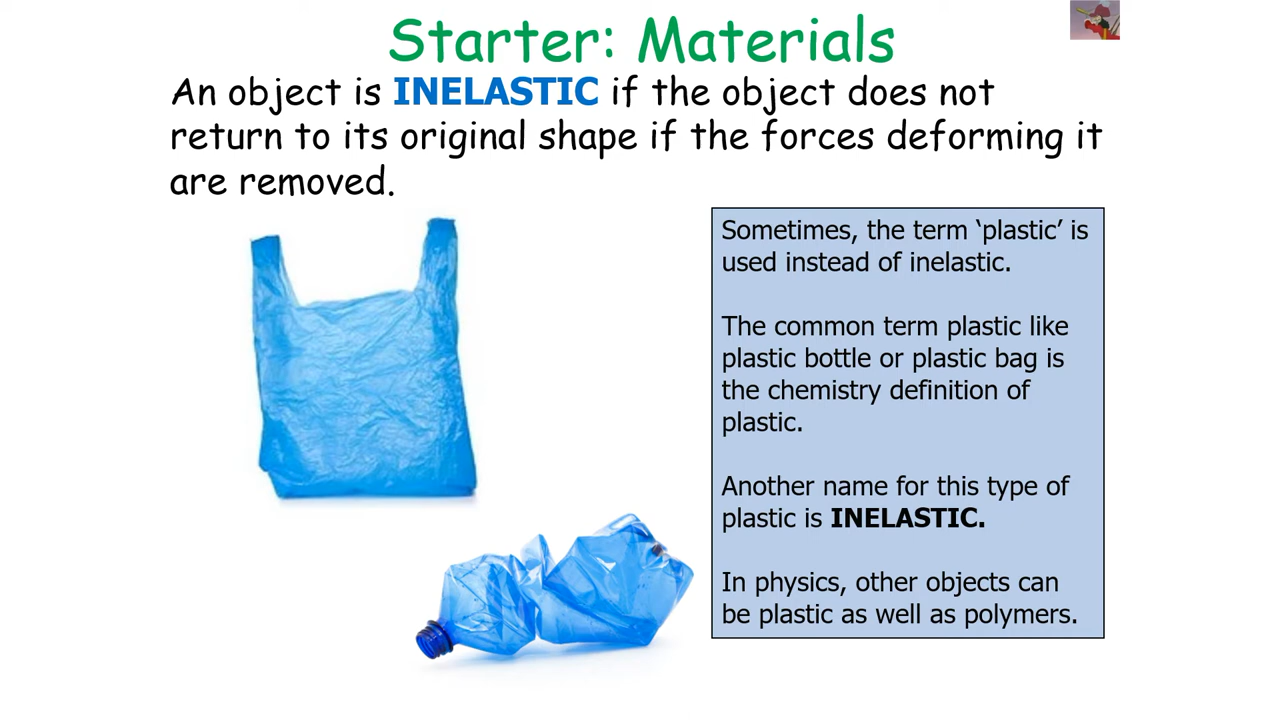 Starter: Materials
An object is INELASTIC if the object does not
return to its original shape if the forces deforming it
are removed.
Sometimes, the term ‘plastic’ is
used instead of inelastic.
The common term plastic like
plastic bottle or plastic bag is
the chemistry definition of
plastic.
Another name for this type of
plastic is INELASTIC.
In physics, other objects can
be plastic as well as polymers.